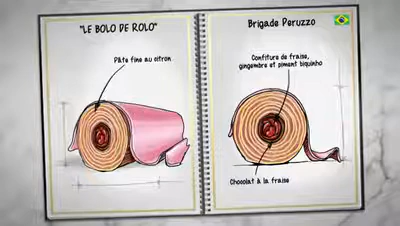 "LE BOLO DE ROLO"
Pâte fine au citron
Brigade Peruzzo
Confiture de fraise,
gingembre et piment biquinho
Chocolat à la fraise